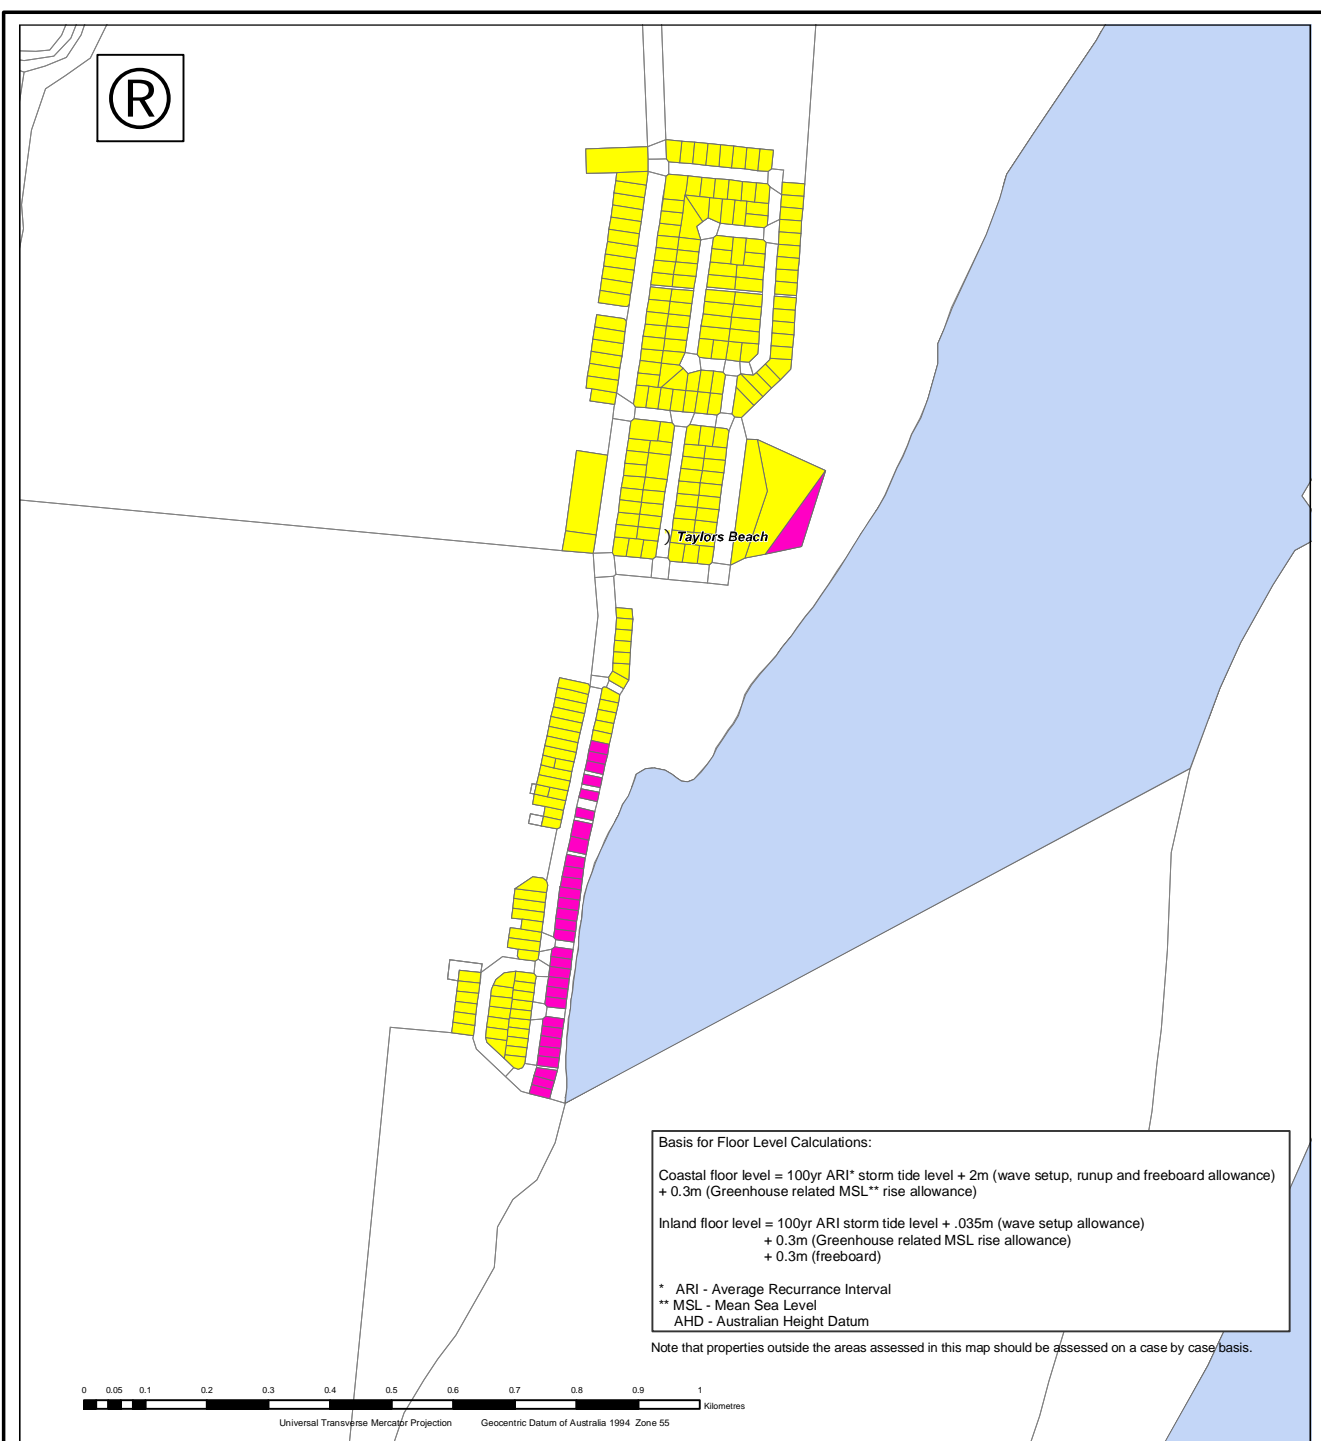 ®
Taylors Beach
Basis for Floor Level Calculations:
Coastal floor level = 100yr ARI* storm tide level + 2m (wave setup, runup and freeboard allowance)
+ 0.3m (Greenhouse related MSL** rise allowance)
Inland floor level = 100yr ARI storm tide level + .035m (wave setup allowance)
+ 0.3m (Greenhouse related MSL rise allowance)
+ 0.3m (freeboard)
* ARI - Average Recurrance Interval
** MSL - Mean Sea Level
AHD - Australian Height Datum
Note that properties outside the areas assessed in this map should be assessed on a case by case basis.
0 0.05 0.1 0.2 0.3 0.4 0.5 0.6 0.7 0.8 0.9 1
Kilometres
Universal Transverse Mercator Projection Geocentric Datum of Australia 1994 Zone 55